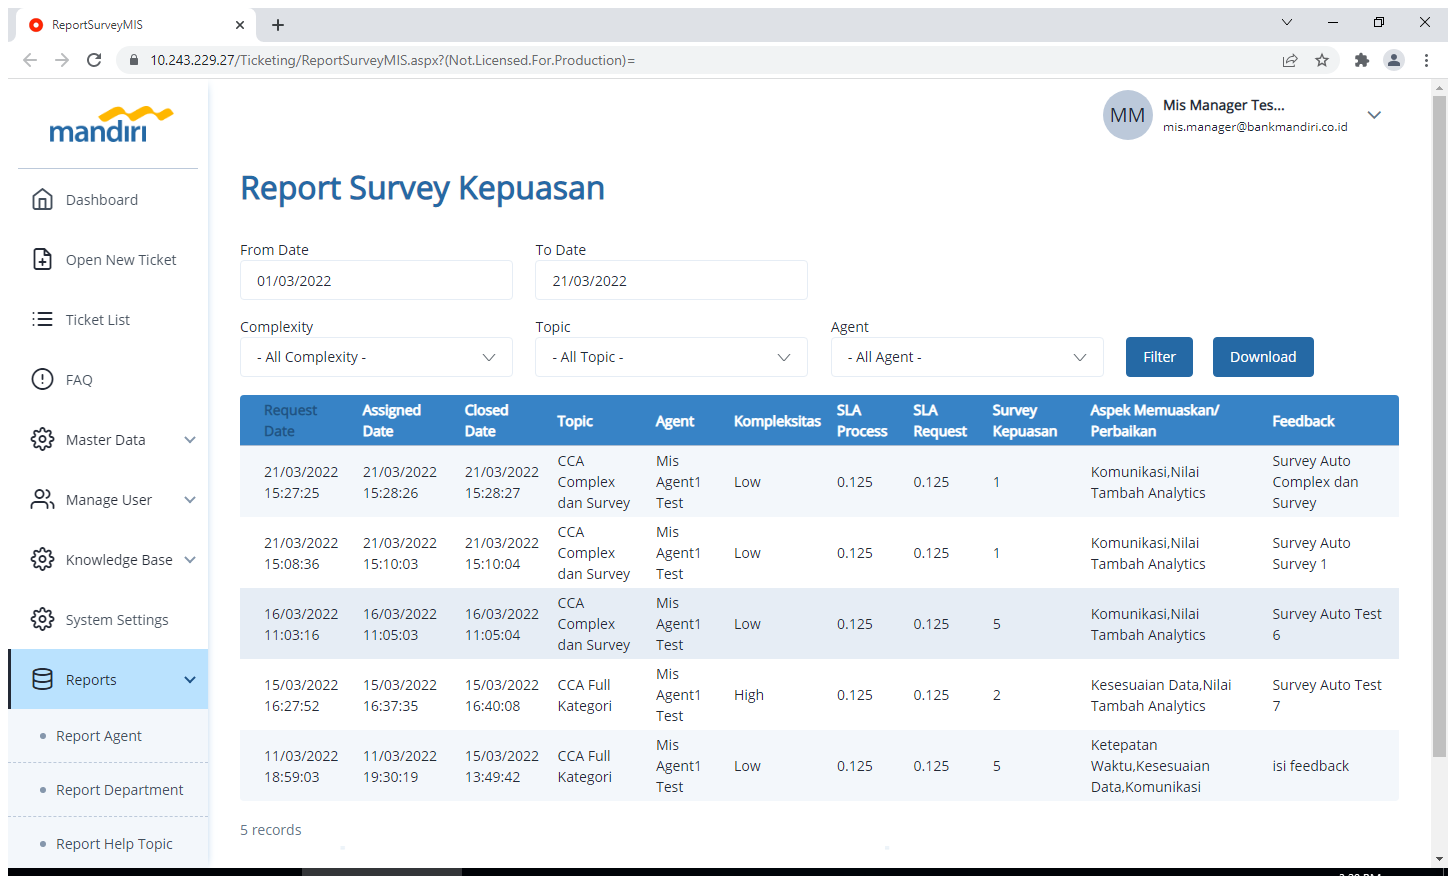 ReportSurveyMIS
10.243.229.27/Ticketing/ReportSurveyMIS.aspx?(Not.Licensed.For.Production)=
mandiri
MM
Mis Manager Tes...
mis.manager@bankmandiri.co.id
Dashboard
Open New Ticket
Ticket List
FAQ
Master Data
Manage User
Knowledge Base
System Settings
Reports
Report Agent
Report Department
Report Help Topic
Report Survey Kepuasan
From Date
To Date
01/03/2022
21/03/2022
Complexity
Topic
Agent
- All Complexity -
- All Topic -
- All Agent -
Filter
Download
Request Date
Assigned Date
Closed Date
Topic
Agent
Kompleksitas
SLA Process
SLA Request
Survey Kepuasan
Aspek Memuaskan/ Perbaikan
Feedback
21/03/2022 15:27:25
21/03/2022 15:28:26
21/03/2022 15:28:27
CCA Complex dan Survey
Mis Agent1 Test
Low
0.125
0.125
1
Komunikasi,Nilai Tambah Analytics
Survey Auto Complex dan Survey
21/03/2022 15:08:36
21/03/2022 15:10:03
21/03/2022 15:10:04
CCA Complex dan Survey
Mis Agent1 Test
Low
0.125
0.125
1
Komunikasi,Nilai Tambah Analytics
Survey Auto Survey 1
16/03/2022 11:03:16
16/03/2022 11:05:03
16/03/2022 11:05:04
CCA Complex dan Survey
Mis Agent1 Test
Low
0.125
0.125
5
Komunikasi,Nilai Tambah Analytics
Survey Auto Test 6
15/03/2022 16:27:52
15/03/2022 16:37:35
15/03/2022 16:40:08
CCA Full Kategori
Mis Agent1 Test
High
0.125
0.125
2
Kesesuaian Data,Nilai Tambah Analytics
Survey Auto Test 7
11/03/2022 18:59:03
11/03/2022 19:30:19
15/03/2022 13:49:42
CCA Full Kategori
Mis Agent1 Test
Low
0.125
0.125
5
Ketepatan Waktu,Kesesuaian Data,Komunikasi
isi feedback
5 records